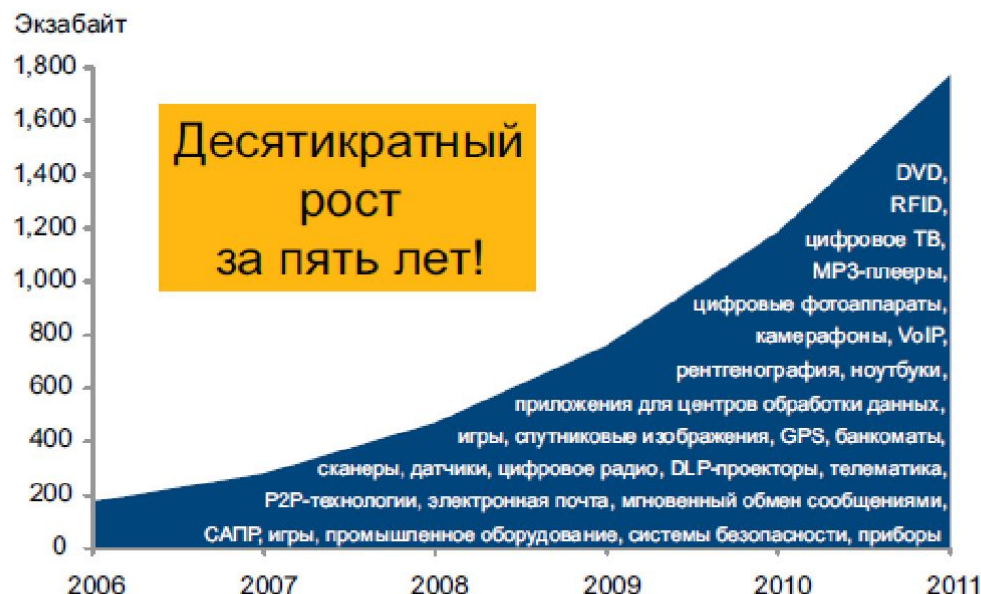 Экзабайт
1,800
1,600
1,400
1,200
1,000
800
600
400
200
0
Десятикратный
рост
за пять лет!
DVD,
RFID,
цифровое ТВ,
MP3-плееры,
цифровые фотоаппараты,
камерафоны, VoIP,
рентгенография, ноутбуки,
приложения для центров обработки данных,
игры, спутниковые изображения, GPS, банкоматы,
сканеры, датчики, цифровое радио, DLP-проекторы, телематика,
P2P-технологии, электронная почта, мгновенный обмен сообщениями,
САПР, игры, промышленное оборудование, системы безопасности, приборы
2006 2007 2008 2009 2010 2011